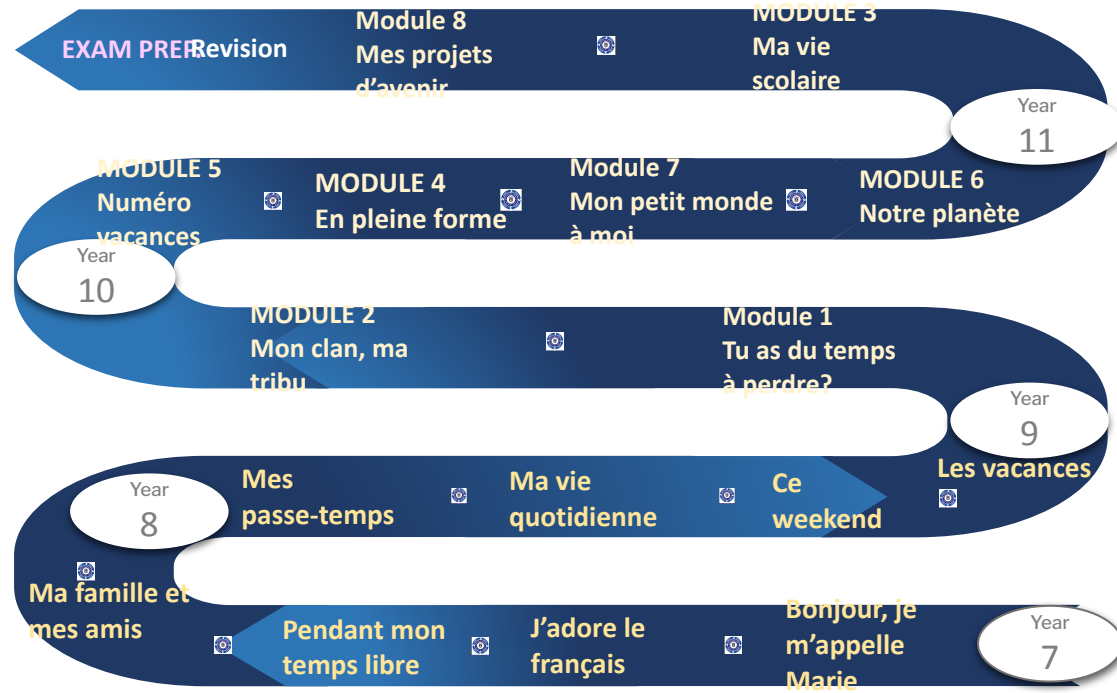 EXAM PREP.
Revision
Module 8
Mes projets
d’avenir
MODULE 3
Ma vie
scolaire
Year
11
MODULE 5
Numéro
vacances
MODULE 4
En pleine forme
Module 7
Mon petit monde
à moi
MODULE 6
Notre planète
Year
10
MODULE 2
Mon clan, ma
tribu
Module 1
Tu as du temps
à perdre?
Year
9
Year
8
Mes
passe-temps
Ma vie
quotidienne
Ce
weekend
Les vacances
Ma famille et
mes amis
Pendant mon
temps libre
J’adore le
français
Bonjour, je
m’appelle
Marie
Year
7